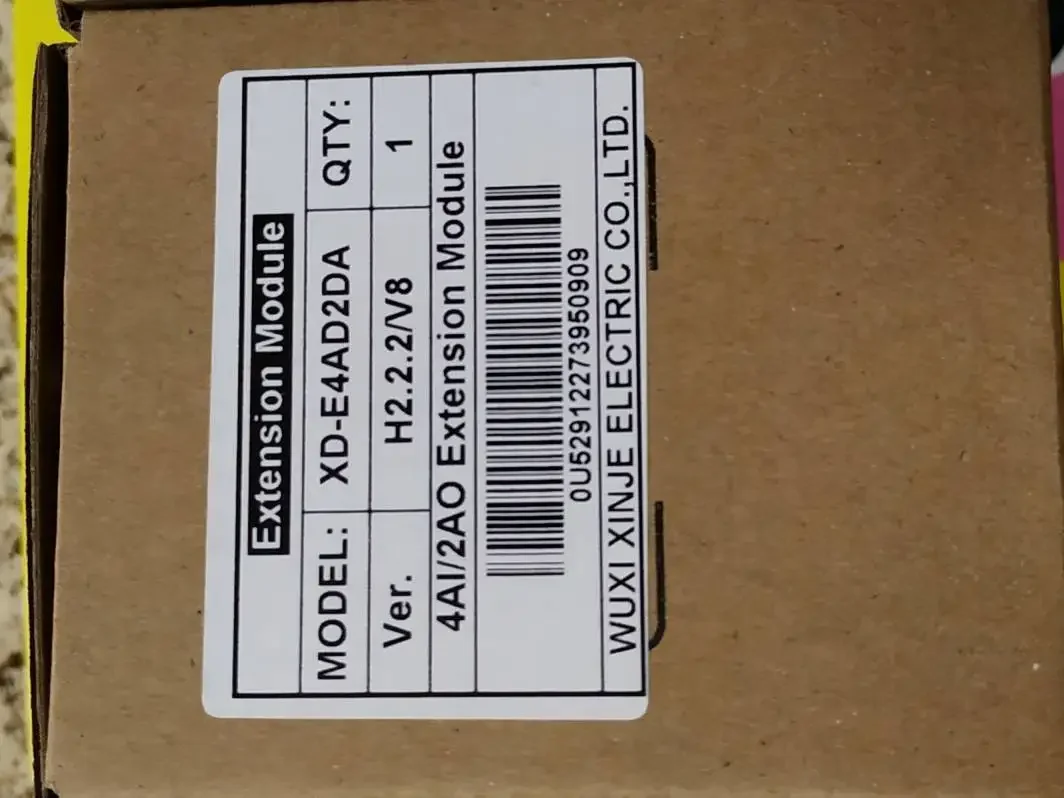 Extension Module
MODEL: XD-E4AD2DA QTY:
Ver. H2.2.2/V8 1
4AI/2AO Extension Module
0U52912273950909
WUXI XINJE ELECTRIC CO.,LTD.